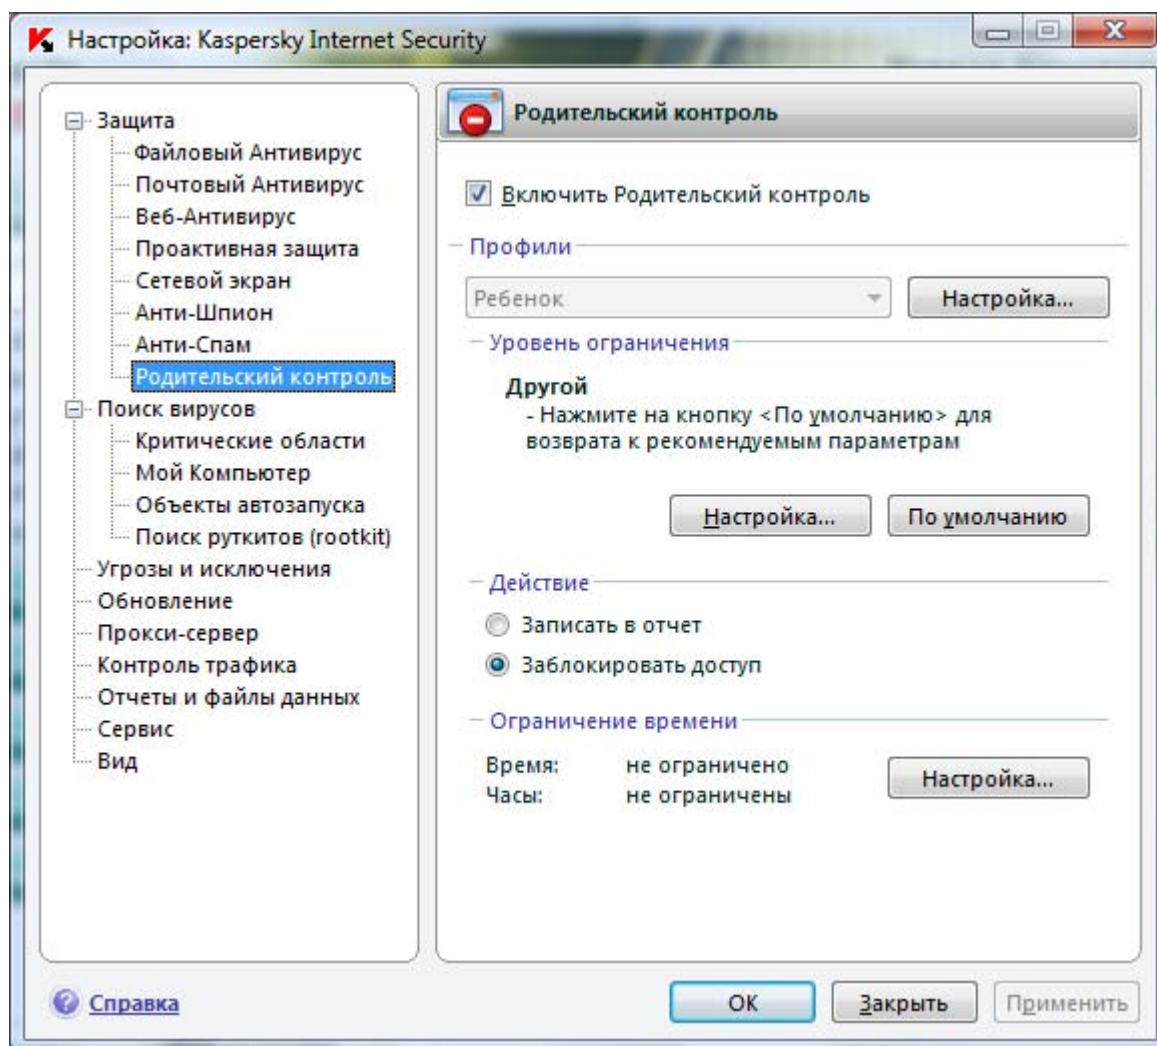 Настройка: Kaspersky Internet Security
Защита
Файловый Антивирус
Почтовый Антивирус
Веб-Антивирус
Проактивная защита
Сетевой экран
Анти-Шпион
Анти-Спам
Родительский контроль
Поиск вирусов
Критические области
Мой Компьютер
Объекты автозапуска
Поиск руткитов (rootkit)
Угрозы и исключения
Обновление
Прокси-сервер
Контроль трафика
Отчеты и файлы данных
Сервис
Вид
Родительский контроль
Включить Родительский контроль
Профили
Ребенок
Настройка...
Уровень ограничения
Другой
- Нажмите на кнопку <По умолчанию> для
возврата к рекомендуемым параметрам
Настройка...
По умолчанию
Действие
Записать в отчет
Заблокировать доступ
Ограничение времени
Время: не ограничено
Часы: не ограничены
Настройка...
Справка
ОК
Закрыть
Применить